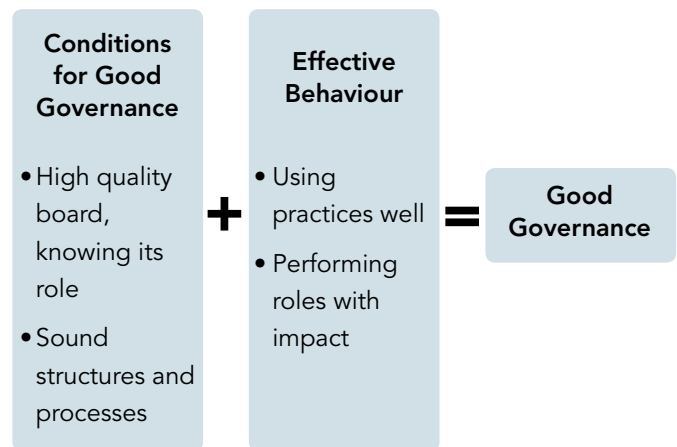 Conditions
for Good
Governance
• High quality
board,
knowing its
role
• Sound
structures and
processes
+
Effective
Behaviour
• Using
practices well
• Performing
roles with
impact
=
Good
Governance